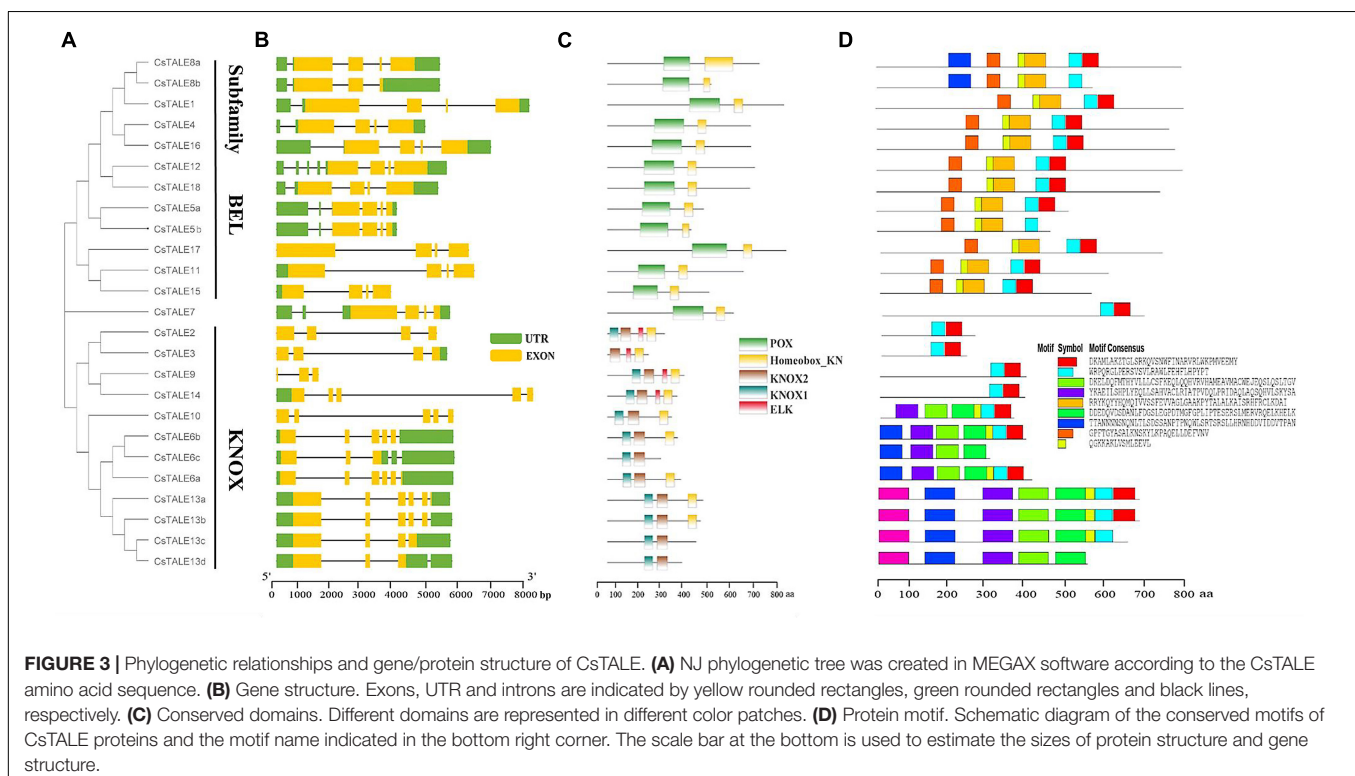 A
B
C
D
CsTALE8a
CsTALE8b
CsTALE1
CsTALE4
CsTALE16
CsTALE12
CsTALE18
CsTALE5a
CsTALE5b
CsTALE17
CsTALE11
CsTALE15
CsTALE7
CsTALE2
CsTALE3
CsTALE9
CsTALE14
CsTALE10
CsTALE6b
CsTALE6c
CsTALE6a
CsTALE13a
CsTALE13b
CsTALE13c
CsTALE13d
Subfamily
BEL
KNOX
UTR
EXON
5'
3'
0 1000 2000 3000 4000 5000 6000 7000 8000 bp
POX
Homeobox_KN
KNOX2
KNOX1
ELK
0 100 200 300 400 500 600 700 800 aa
Motif Symbol Motif Consensus
WRPQRGLPERSVSVLRAWLFEHFLHPYPT
GPFTGYASALKNSKYLKPAQELLDEFVNV
QGKKAKLVSMLEEVL
0 100 200 300 400 500 600 700 800 aa
FIGURE 3 | Phylogenetic relationships and gene/protein structure of CsTALE. (A) NJ phylogenetic tree was created in MEGAX software according to the CsTALE
amino acid sequence. (B) Gene structure. Exons, UTR and introns are indicated by yellow rounded rectangles, green rounded rectangles and black lines,
respectively. (C) Conserved domains. Different domains are represented in different color patches. (D) Protein motif. Schematic diagram of the conserved motifs of
CsTALE proteins and the motif name indicated in the bottom right corner. The scale bar at the bottom is used to estimate the sizes of protein structure and gene
structure.